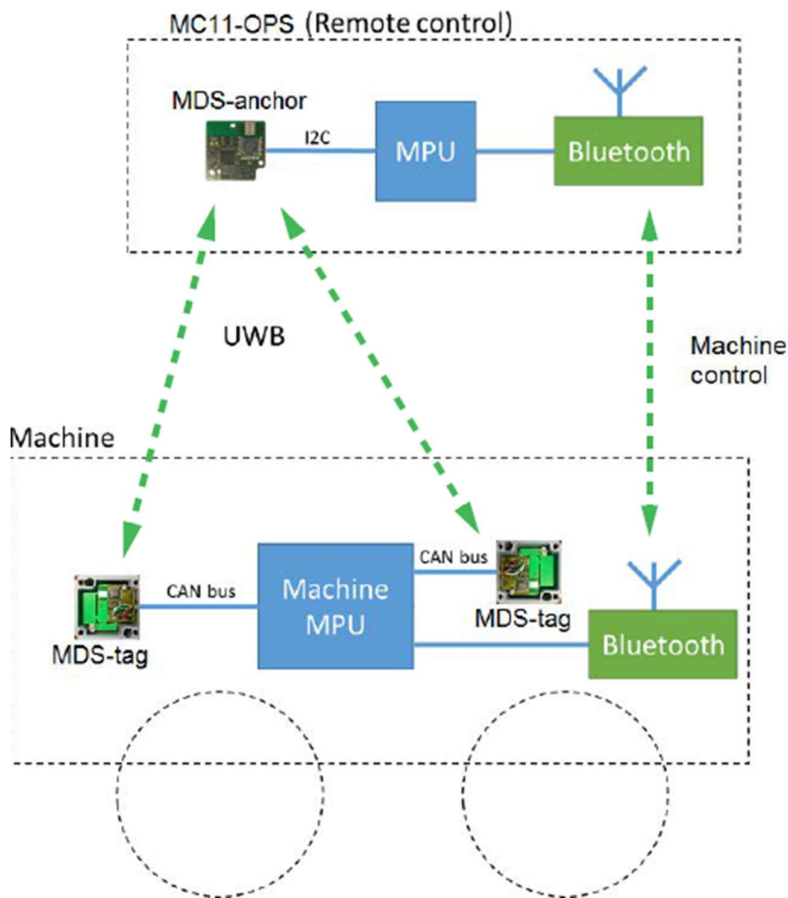 MC11-OPS (Remote control)
MDS-anchor
I2C
MPU
Bluetooth
UWB
Machine
control
Machine
CAN bus
Machine
MPU
CAN bus
MDS-tag
MDS-tag
Bluetooth